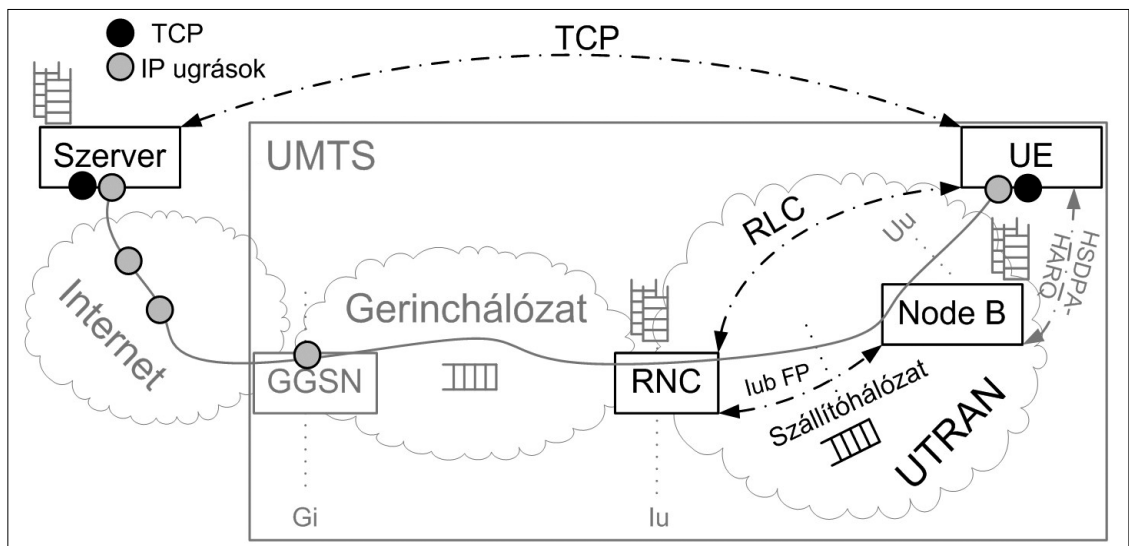 TCP
IP ugrások
TCP
Szerver
UMTS
UE
RLC
Uu
HSDPA-
HARQ
Internet
Gerinchálózat
Node B
GGSN
RNC
Iub FP
Szállítóhálózat
UTRAN
Gi
Iu